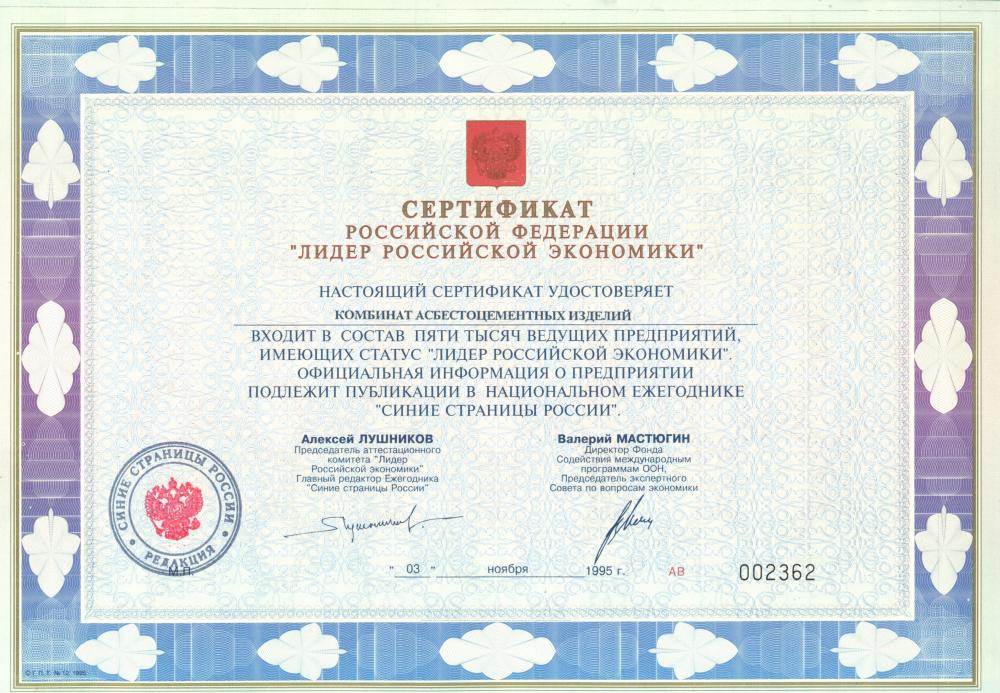 СЕРТИФИКАТ
РОССИЙСКОЙ ФЕДЕРАЦИИ
"ЛИДЕР РОССИЙСКОЙ ЭКОНОМИКИ"
НАСТОЯЩИЙ СЕРТИФИКАТ УДОСТОВЕРЯЕТ
КОМБИНАТ АСБЕСТОЦЕМЕНТНЫХ ИЗДЕЛИЙ
ВХОДИТ В СОСТАВ ПЯТИ ТЫСЯЧ ВЕДУЩИХ ПРЕДПРИЯТИЙ,
ИМЕЮЩИХ СТАТУС "ЛИДЕР РОССИЙСКОЙ ЭКОНОМИКИ".
ОФИЦИАЛЬНАЯ ИНФОРМАЦИЯ О ПРЕДПРИЯТИИ
ПОДЛЕЖИТ ПУБЛИКАЦИИ В НАЦИОНАЛЬНОМ ЕЖЕГОДНИКЕ
"СИНИЕ СТРАНИЦЫ РОССИИ".
Алексей ЛУШНИКОВ
Председатель аттестационного
комитета "Лидер
Российской экономики"
Главный редактор Ежегодника
"Синие страницы России"
Валерий МАСТЮГИН
Директор Фонда
Содействия международным
программам ООН,
Председатель экспертного
Совета по вопросам экономики
СИНИЕ СТРАНИЦЫ РОССИИ
РЕДАКЦИЯ
М.П.
" 03 " ноября 1995 г. АВ 002362